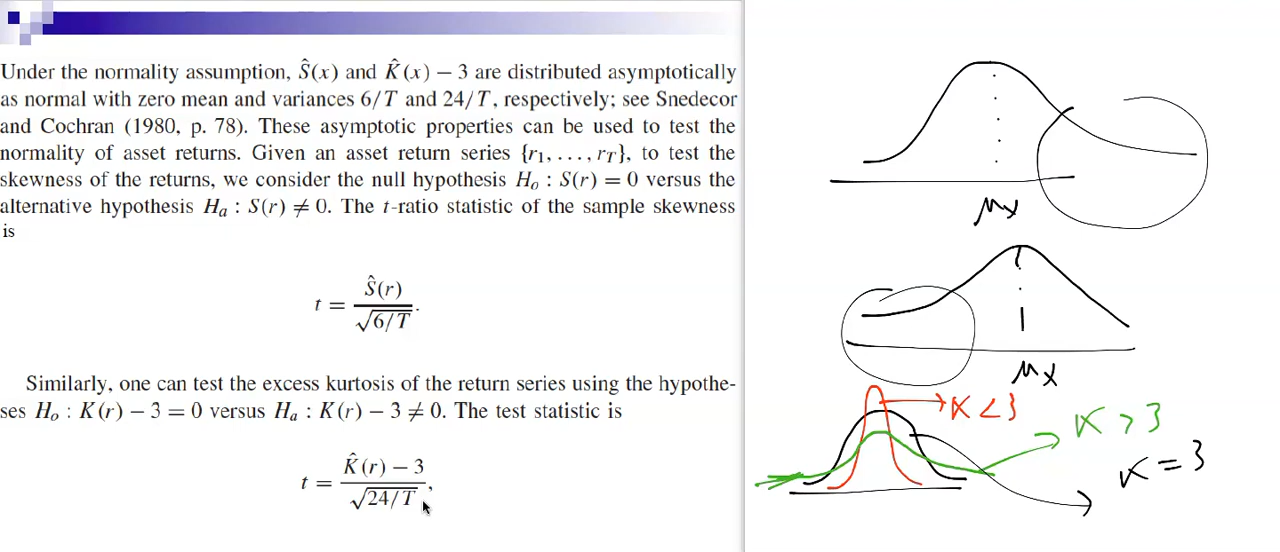 Under the normality assumption, Ŝ(x) and K̂(x) − 3 are distributed asymptotically
as normal with zero mean and variances 6/T and 24/T, respectively; see Snedecor
and Cochran (1980, p. 78). These asymptotic properties can be used to test the
normality of asset returns. Given an asset return series {r₁, . . . , r_T}, to test the
skewness of the returns, we consider the null hypothesis Hₒ : S(r) = 0 versus the
alternative hypothesis Hₐ : S(r) ≠ 0. The t-ratio statistic of the sample skewness
is
t = Ŝ(r) / √(6/T).
Similarly, one can test the excess kurtosis of the return series using the hypothe-
ses Hₒ : K(r) − 3 = 0 versus Hₐ : K(r) − 3 ≠ 0. The test statistic is
t = (K̂(r) − 3) / √(24/T),
μx
μx
K < 3
K > 3
K = 3